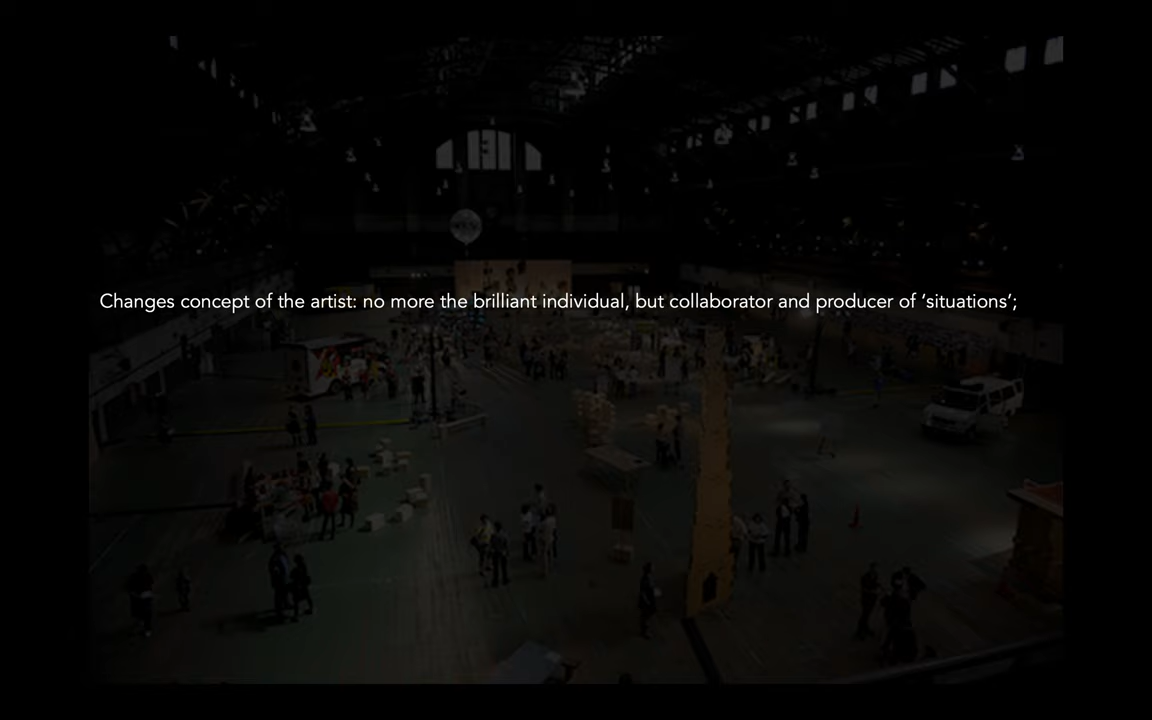 Changes concept of the artist: no more the brilliant individual, but collaborator and producer of ‘situations’;